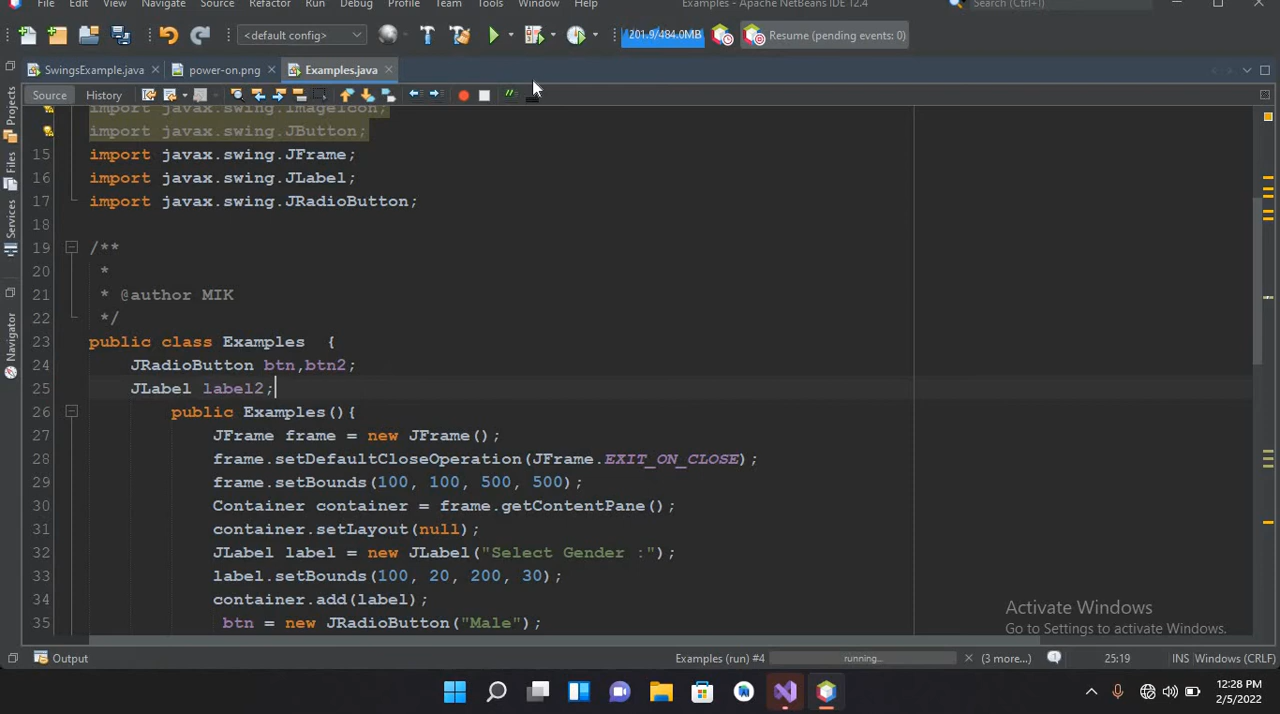 File Edit View Navigate Source Refactor Run Debug Profile Team Tools Window Help Examples - Apache NetBeans IDE 12.4 Search (Ctrl+I)
<default config> 201.9/484.0MB Resume (pending events: 0)
SwingsExample.java power-on.png Examples.java
Source History
Projects
Files
Services
Navigator
import javax.swing.ImageIcon;
import javax.swing.JButton;
15 import javax.swing.JFrame;
16 import javax.swing.JLabel;
17 import javax.swing.JRadioButton;
18
19 /**
20 *
21 * @author MIK
22 */
23 public class Examples {
24 JRadioButton btn,btn2;
25 JLabel label2;
26 public Examples(){
27 JFrame frame = new JFrame();
28 frame.setDefaultCloseOperation(JFrame.EXIT_ON_CLOSE);
29 frame.setBounds(100, 100, 500, 500);
30 Container container = frame.getContentPane();
31 container.setLayout(null);
32 JLabel label = new JLabel("Select Gender :");
33 label.setBounds(100, 20, 200, 30);
34 container.add(label);
35 btn = new JRadioButton("Male");
Activate Windows
Go to Settings to activate Windows.
Output Examples (run) #4 running... (3 more...) 25:19 INS Windows (CRLF)
12:28 PM
2/5/2022